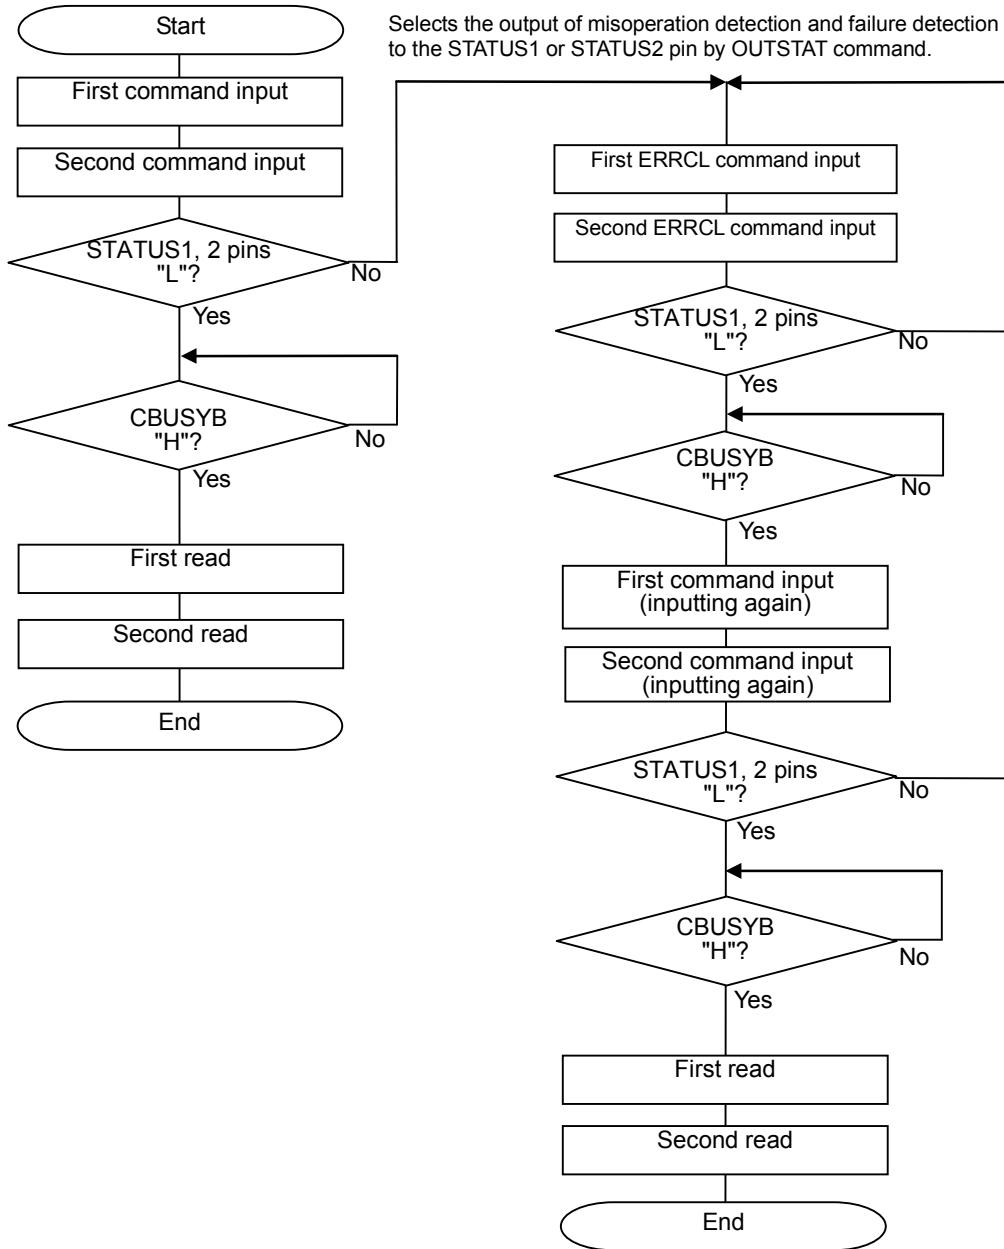 Start
First command input
Second command input
STATUS1, 2 pins
"L"?
No
Yes
CBUSYB
"H"?
No
Yes
First read
Second read
End
Selects the output of misoperation detection and failure detection
to the STATUS1 or STATUS2 pin by OUTSTAT command.
First ERRCL command input
Second ERRCL command input
STATUS1, 2 pins
"L"?
No
Yes
CBUSYB
"H"?
No
Yes
First command input
(inputting again)
Second command input
(inputting again)
STATUS1, 2 pins
"L"?
No
Yes
CBUSYB
"H"?
No
Yes
First read
Second read
End